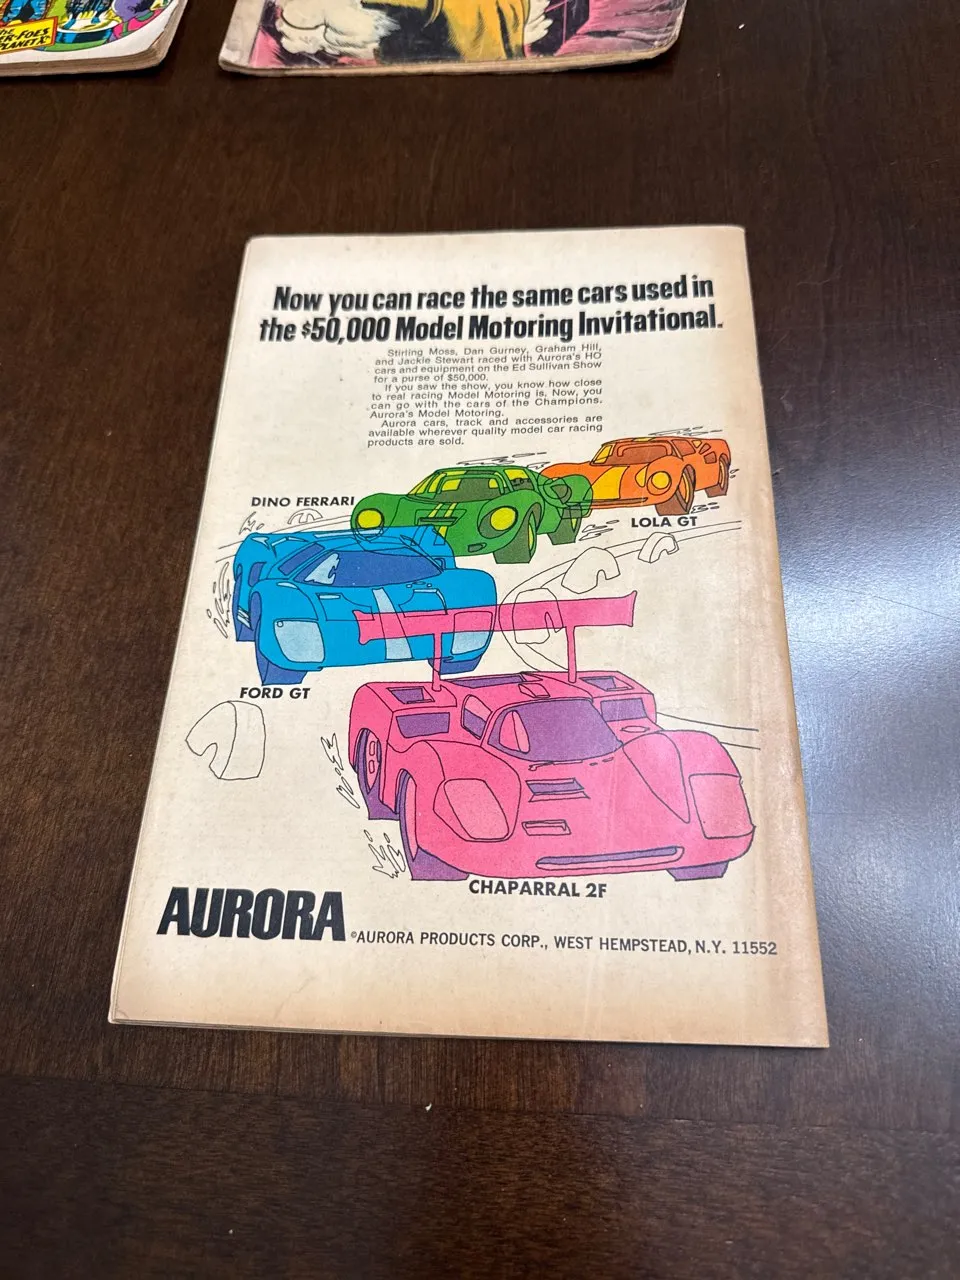 ER-FOES
PLANET X
Now you can race the same cars used in
the $50,000 Model Motoring Invitational.
Stirling Moss, Dan Gurney, Graham Hill,
and Jackie Stewart raced with Aurora's HO
cars and equipment on the Ed Sullivan Show
for a purse of $50,000.
If you saw the show, you know how close
to real racing Model Motoring is. Now, you
can go with the cars of the Champions.
Aurora's Model Motoring.
Aurora cars, track and accessories are
available wherever quality model car racing
products are sold.
DINO FERRARI
LOLA GT
FORD GT
CHAPARRAL 2F
AURORA
©AURORA PRODUCTS CORP., WEST HEMPSTEAD, N.Y. 11552